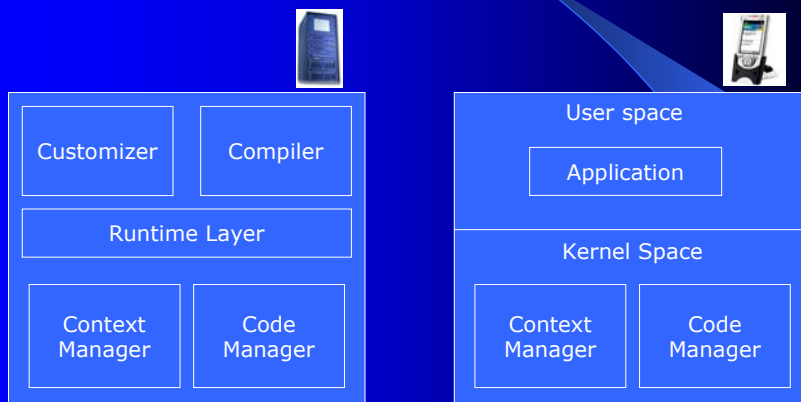 Customizer
Compiler
Runtime Layer
Context
Manager
Code
Manager
User space
Application
Kernel Space
Context
Manager
Code
Manager